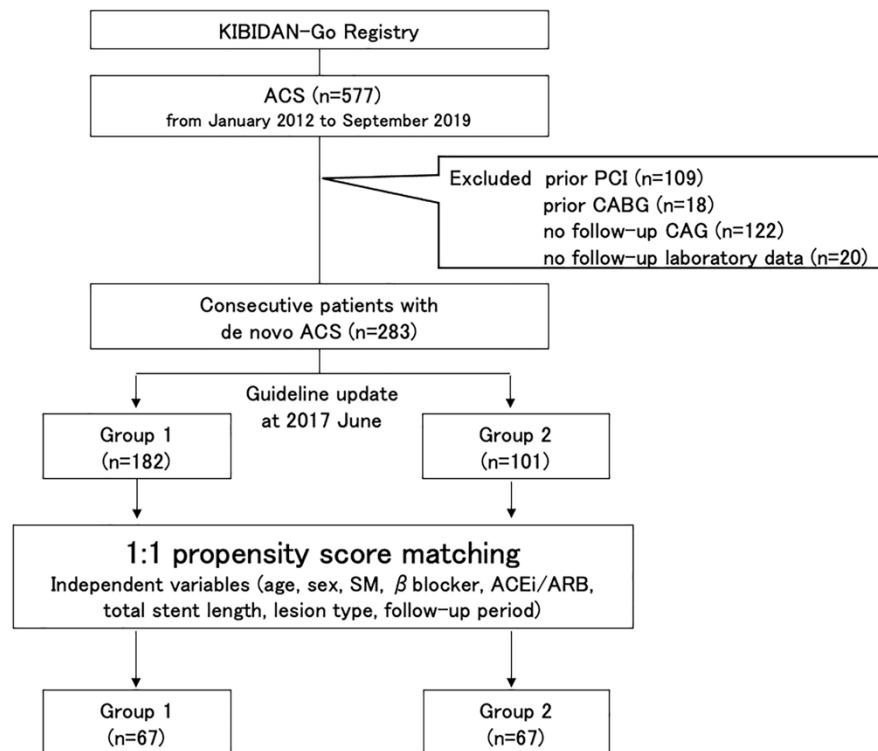 KIBIDAN-Go Registry
ACS (n=577)
from January 2012 to September 2019
Excluded prior PCI (n=109)
prior CABG (n=18)
no follow-up CAG (n=122)
no follow-up laboratory data (n=20)
Consecutive patients with
de novo ACS (n=283)
Guideline update
at 2017 June
Group 1
(n=182)
Group 2
(n=101)
1:1 propensity score matching
Independent variables (age, sex, SM, β blocker, ACEi/ARB,
total stent length, lesion type, follow-up period)
Group 1
(n=67)
Group 2
(n=67)